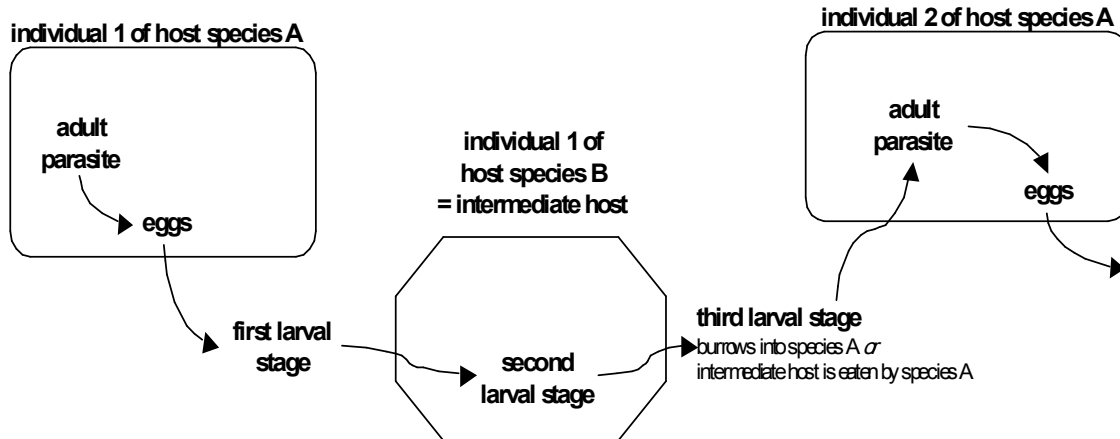 individual 1 of host species A
adult
parasite
eggs
first larval
stage
individual 1 of
host species B
= intermediate host
second
larval stage
third larval stage
burrows into species A or
intermediate host is eaten by species A
individual 2 of host species A
adult
parasite
eggs